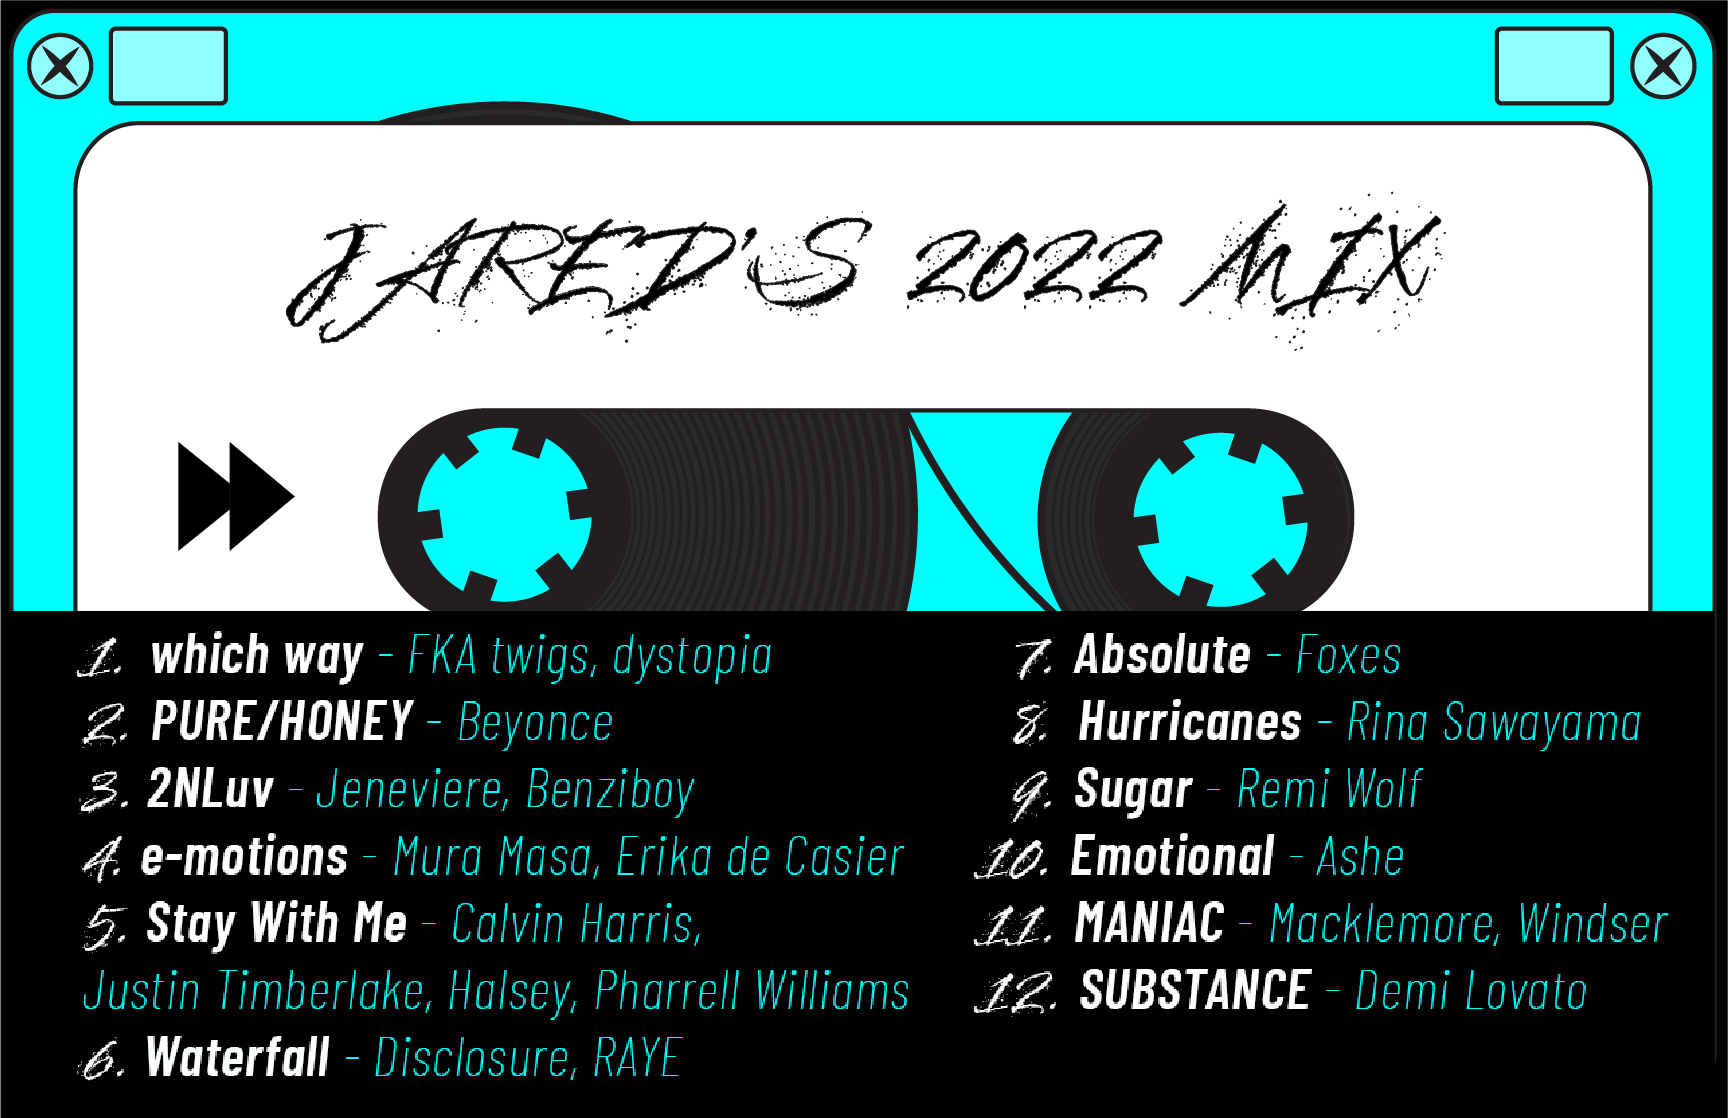 JARED'S 2022 MIX
1. which way - FKA twigs, dystopia
2. PURE/HONEY - Beyonce
3. 2NLuv - Jeneviere, Benziboy
4. e-motions - Mura Masa, Erika de Casier
5. Stay With Me - Calvin Harris,
Justin Timberlake, Halsey, Pharrell Williams
6. Waterfall - Disclosure, RAYE
7. Absolute - Foxes
8. Hurricanes - Rina Sawayama
9. Sugar - Remi Wolf
10. Emotional - Ashe
11. MANIAC - Macklemore, Windser
12. SUBSTANCE - Demi Lovato